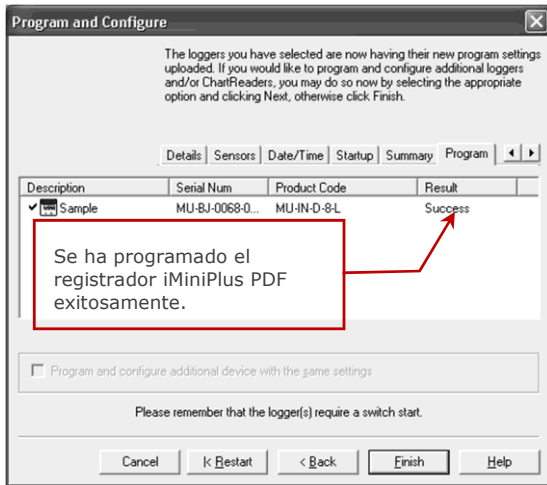 Program and Configure
The loggers you have selected are now having their new program settings
uploaded. If you would like to program and configure additional loggers
and/or ChartReaders, you may do so now by selecting the appropriate
option and clicking Next, otherwise click Finish.
Details Sensors Date/Time Startup Summary Program
Description Serial Num Product Code Result
Sample MU-BJ-0068-0... MU-IN-D-8-L Success
Se ha programado el
registrador iMiniPlus PDF
exitosamente.
Program and configure additional device with the same settings
Please remember that the logger(s) require a switch start.
Cancel |< Restart < Back Finish Help